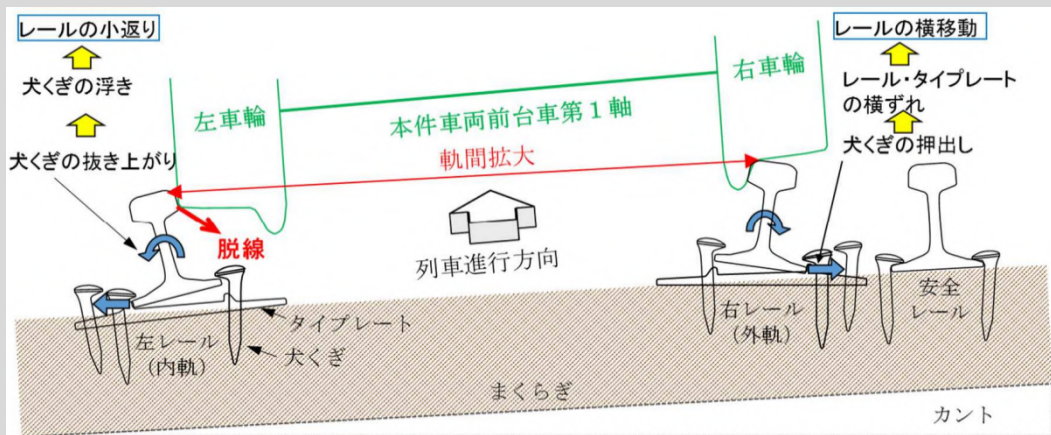 レールの小返り
犬くぎの浮き
犬くぎの抜き上がり
左車輪
本件車両前台車第1軸
軌間拡大
右車輪
レールの横移動
レール・タイプレート
の横ずれ
犬くぎの押出し
脱線
列車進行方向
タイプレート
犬くぎ
左レール
(内軌)
右レール
(外軌)
安全
レール
まくらぎ
カント